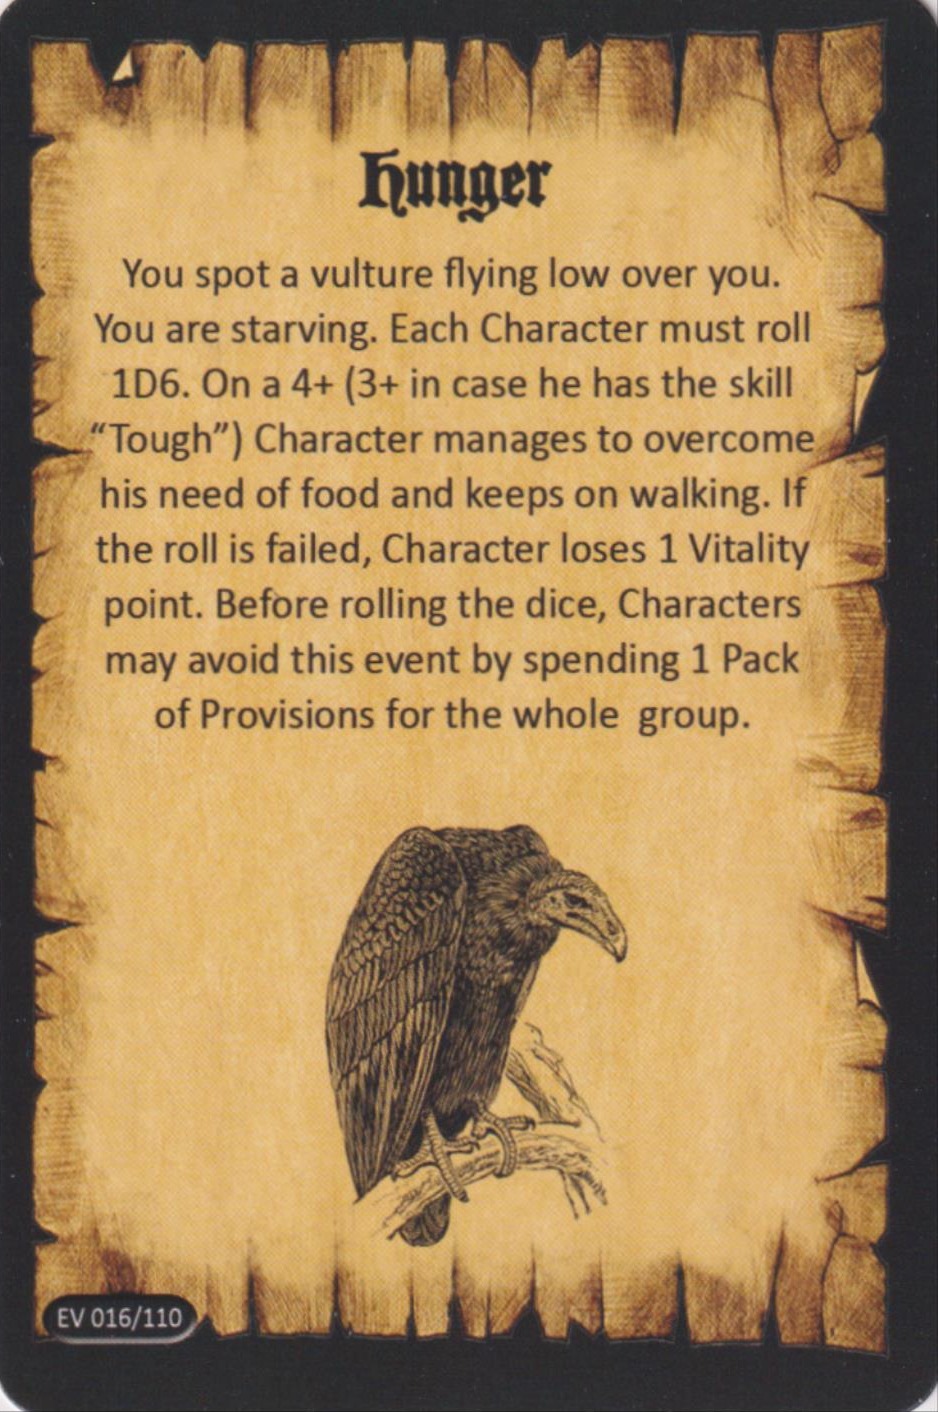 Hunger
You spot a vulture flying low over you.
You are starving. Each Character must roll
1D6. On a 4+ (3+ in case he has the skill
“Tough”) Character manages to overcome
his need of food and keeps on walking. If
the roll is failed, Character loses 1 Vitality
point. Before rolling the dice, Characters
may avoid this event by spending 1 Pack
of Provisions for the whole  group.
EV 016/110